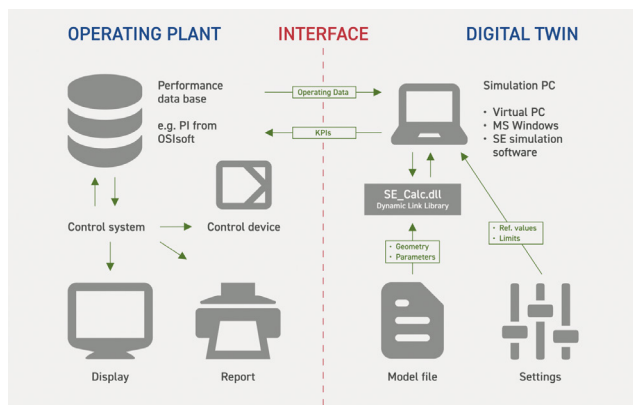 OPERATING PLANT
INTERFACE
DIGITAL TWIN
Performance
data base
e.g. PI from
OSIsoft
Operating Data
KPIs
Simulation PC
• Virtual PC
• MS Windows
• SE simulation
software
SE_Calc.dll
Dynamic Link Library
Control system
Control device
• Geometry
• Parameters
• Ref. values
• Limits
Display
Report
Model file
Settings